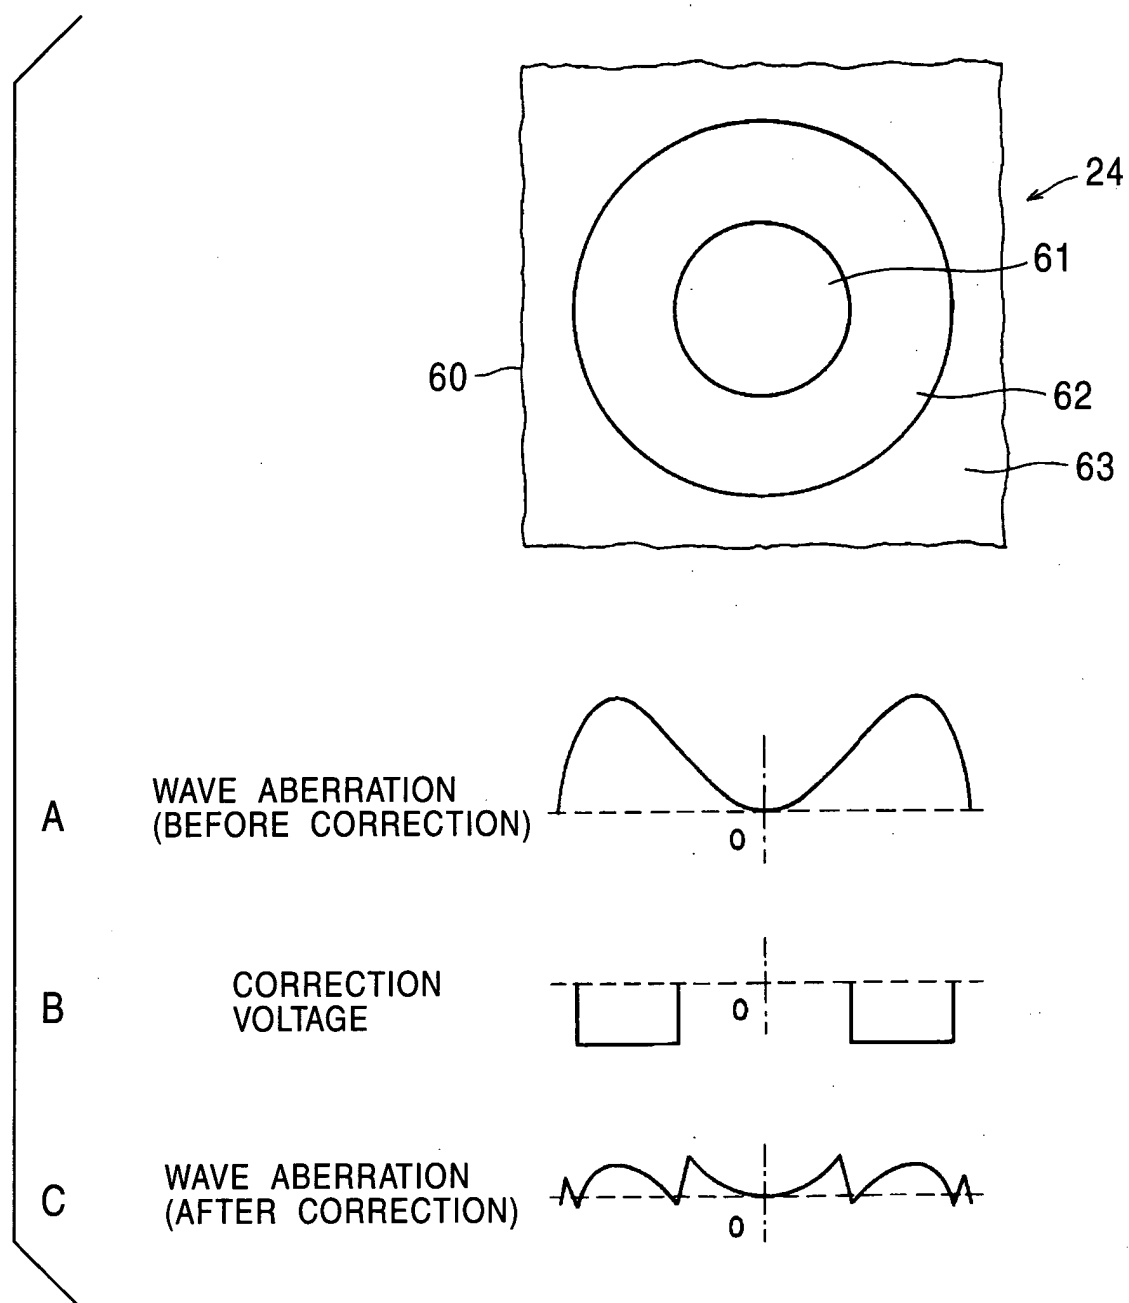 24
61
60
62
63
A
WAVE ABERRATION
(BEFORE CORRECTION)
0
B
CORRECTION
VOLTAGE
0
C
WAVE ABERRATION
(AFTER CORRECTION)
0